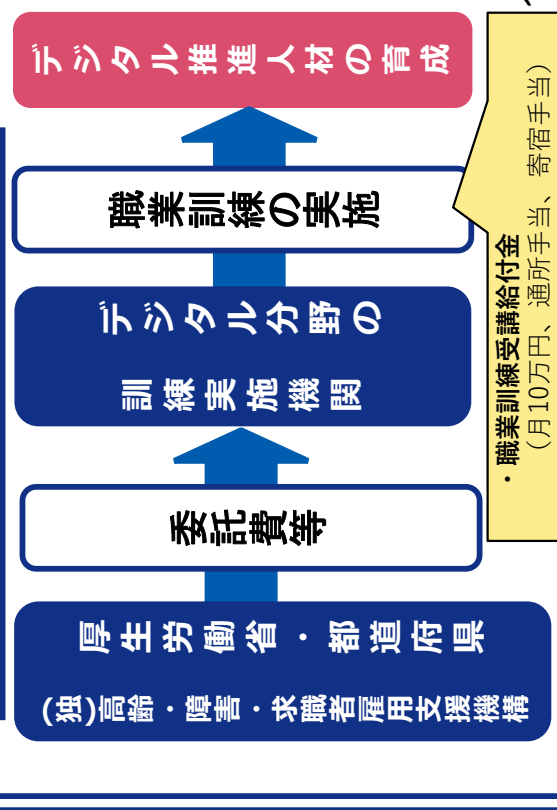 厚生労働省・都道府県
(独)高齢・障害・求職者雇用支援機構
委託費等
デジタル分野の
訓練実施機関
職業訓練の実施
デジタル推進人材の育成
・職業訓練受講給付金
（月10万円、通所手当、寄宿手当）